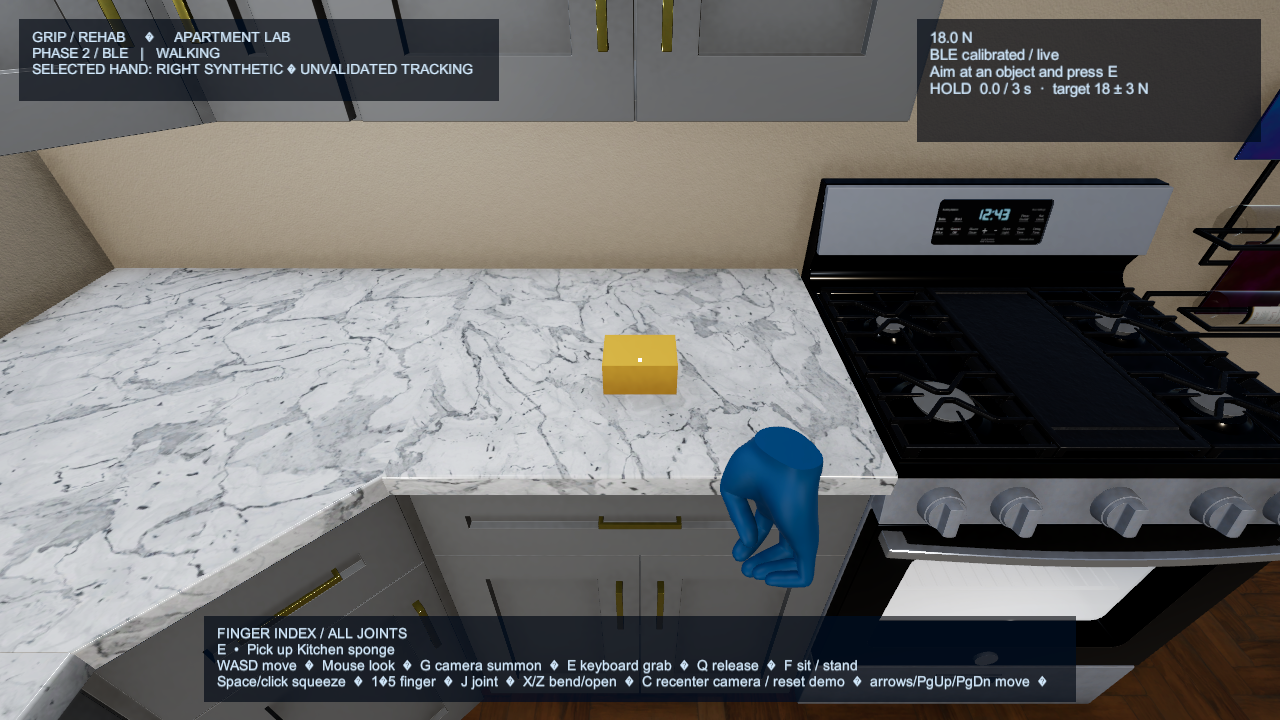 GRIP / REHAB � APARTMENT LAB
PHASE 2 / BLE | WALKING
SELECTED HAND: RIGHT SYNTHETIC � UNVALIDATED TRACKING
18.0 N
BLE calibrated / live
Aim at an object and press E
HOLD 0.0 / 3 s · target 18 ± 3 N
12:43
FINGER INDEX / ALL JOINTS
E • Pick up Kitchen sponge
WASD move � Mouse look � G camera summon � E keyboard grab � Q release � F sit / stand
Space/click squeeze � 1�5 finger � J joint � X/Z bend/open � C recenter camera / reset demo � arrows/PgUp/PgDn move �